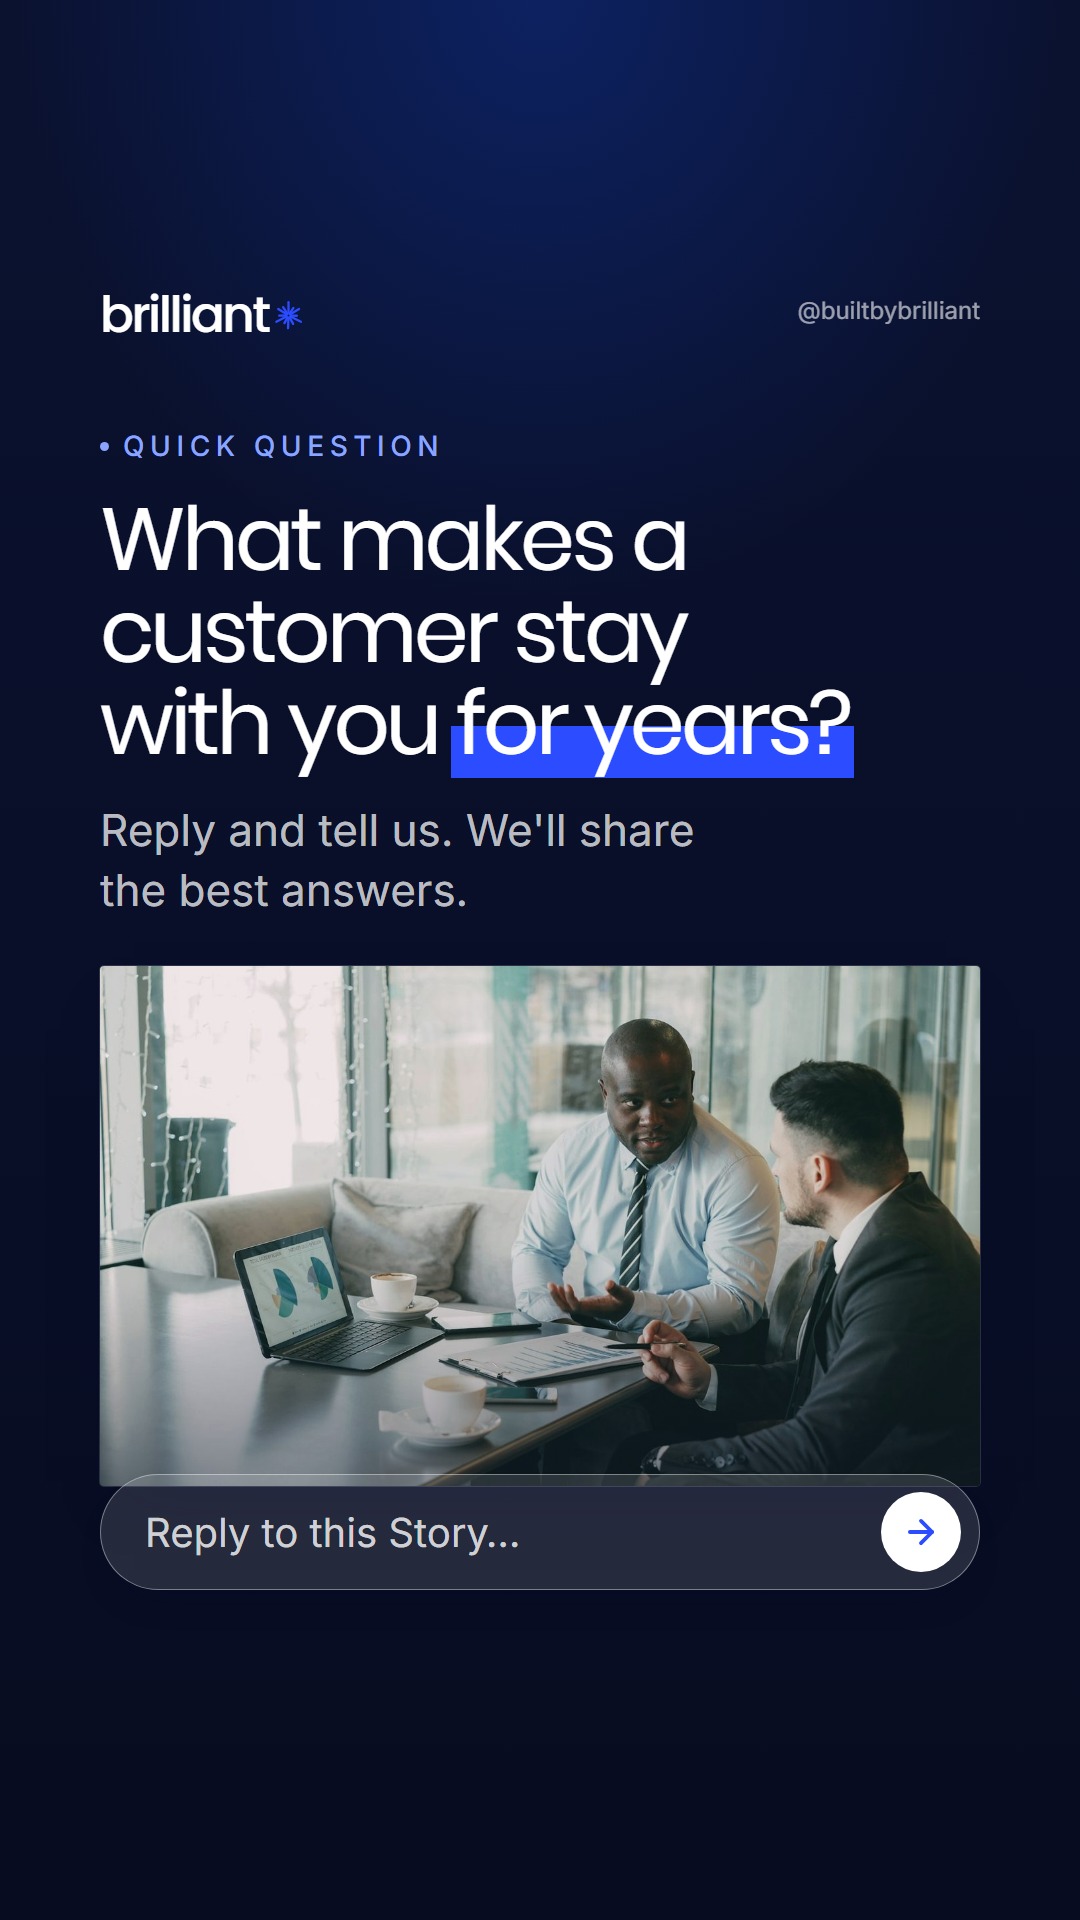 brilliant
@builtbybrilliant
• QUICK QUESTION
What makes a
customer stay
with you for years?
Reply and tell us. We'll share
the best answers.
Reply to this Story...